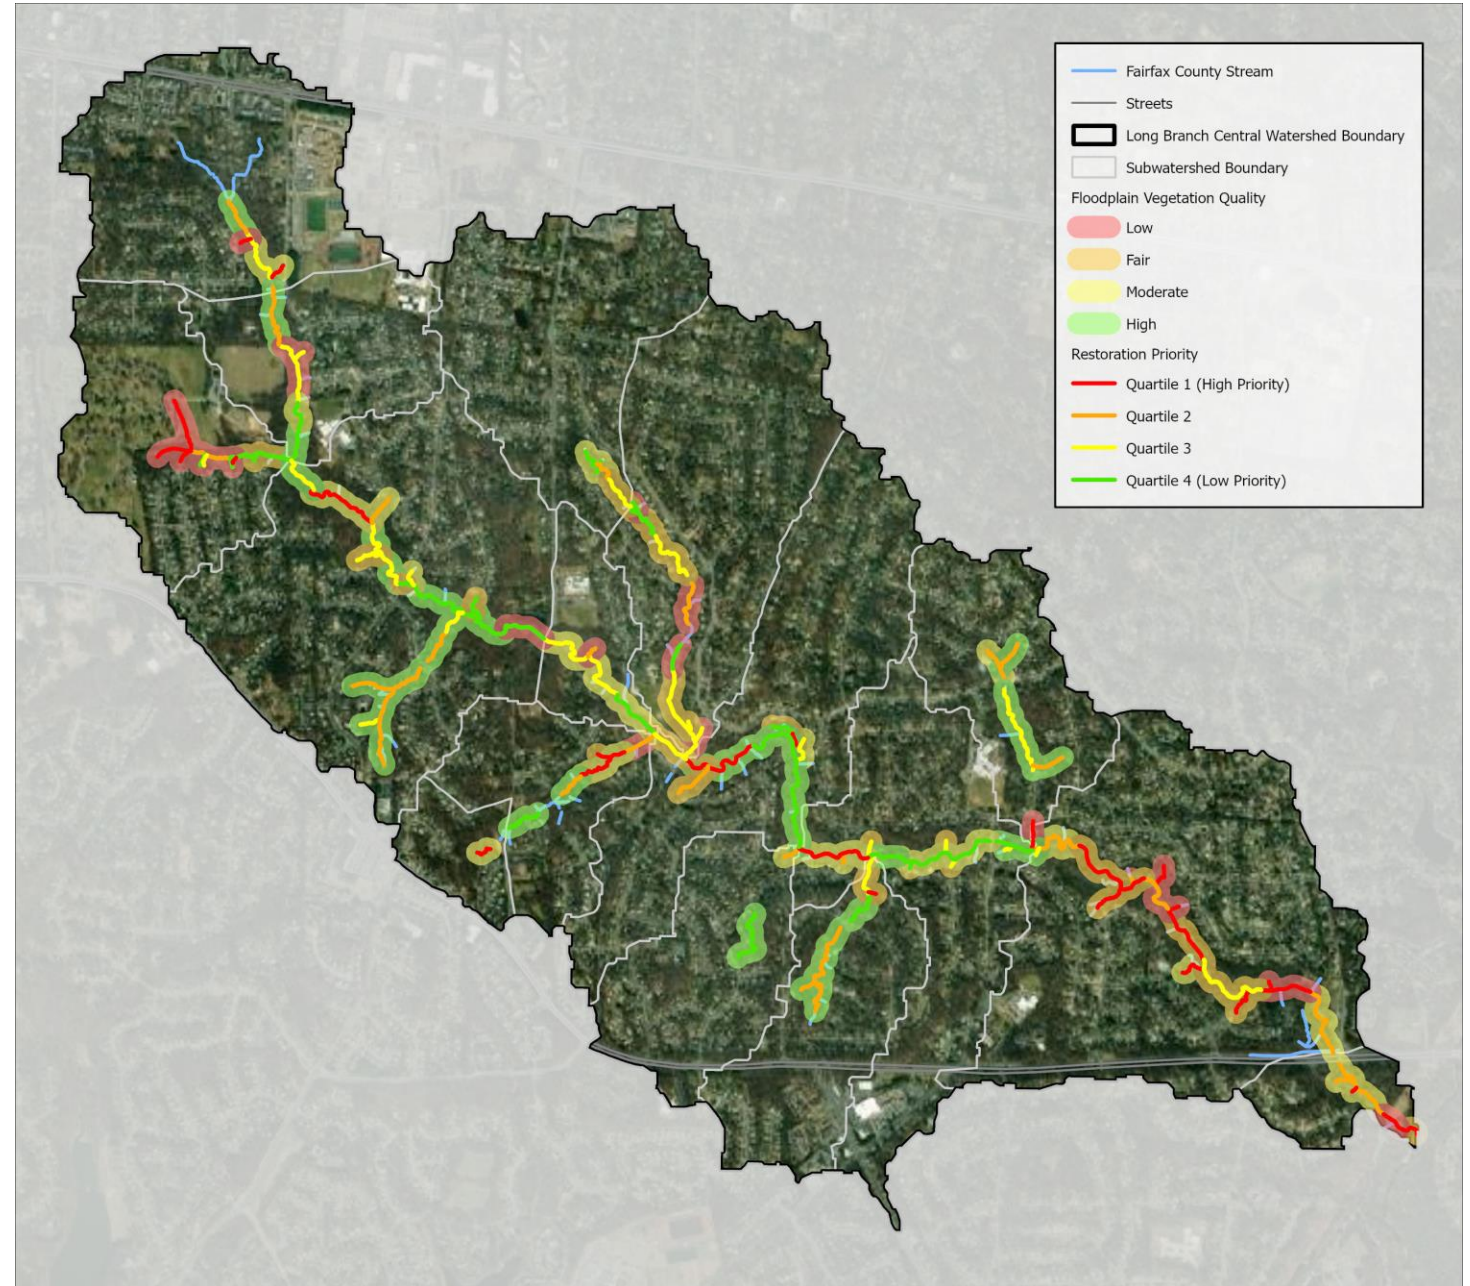 Fairfax County Stream
Streets
Long Branch Central Watershed Boundary
Subwatershed Boundary
Floodplain Vegetation Quality
Low
Fair
Moderate
High
Restoration Priority
Quartile 1 (High Priority)
Quartile 2
Quartile 3
Quartile 4 (Low Priority)